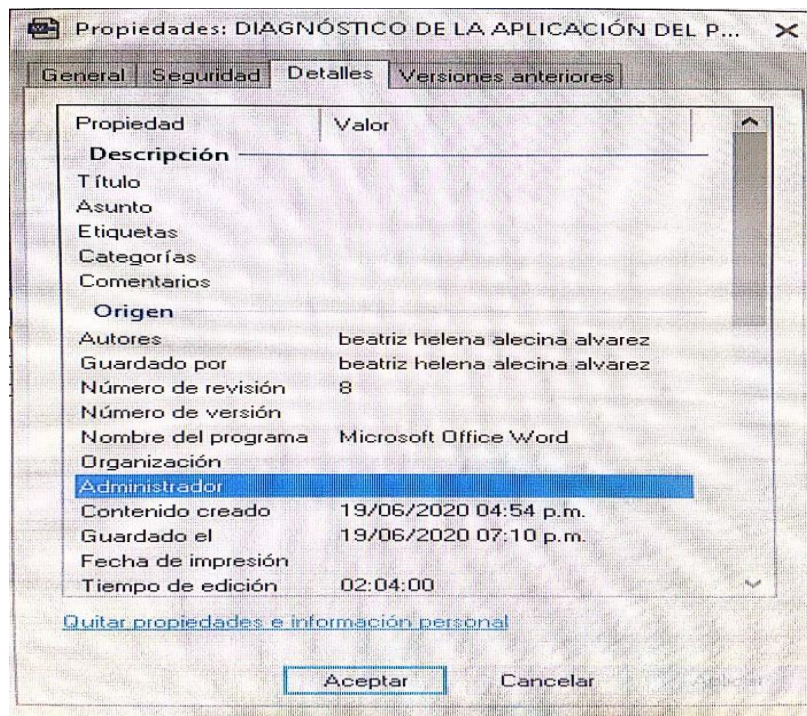 Propiedades: DIAGNÓSTICO DE LA APLICACIÓN DEL P...
General Seguridad Detalles Versiones anteriores
Propiedad Valor
Descripción
Título
Asunto
Etiquetas
Categorías
Comentarios
Origen
Autores beatriz helena alecina alvarez
Guardado por beatriz helena alecina alvarez
Número de revisión 8
Número de versión
Nombre del programa Microsoft Office Word
Organización
Administrador
Contenido creado 19/06/2020 04:54 p.m.
Guardado el 19/06/2020 07:10 p.m.
Fecha de impresión
Tiempo de edición 02:04:00
Quitar propiedades e información personal
Aceptar Cancelar Aplicar